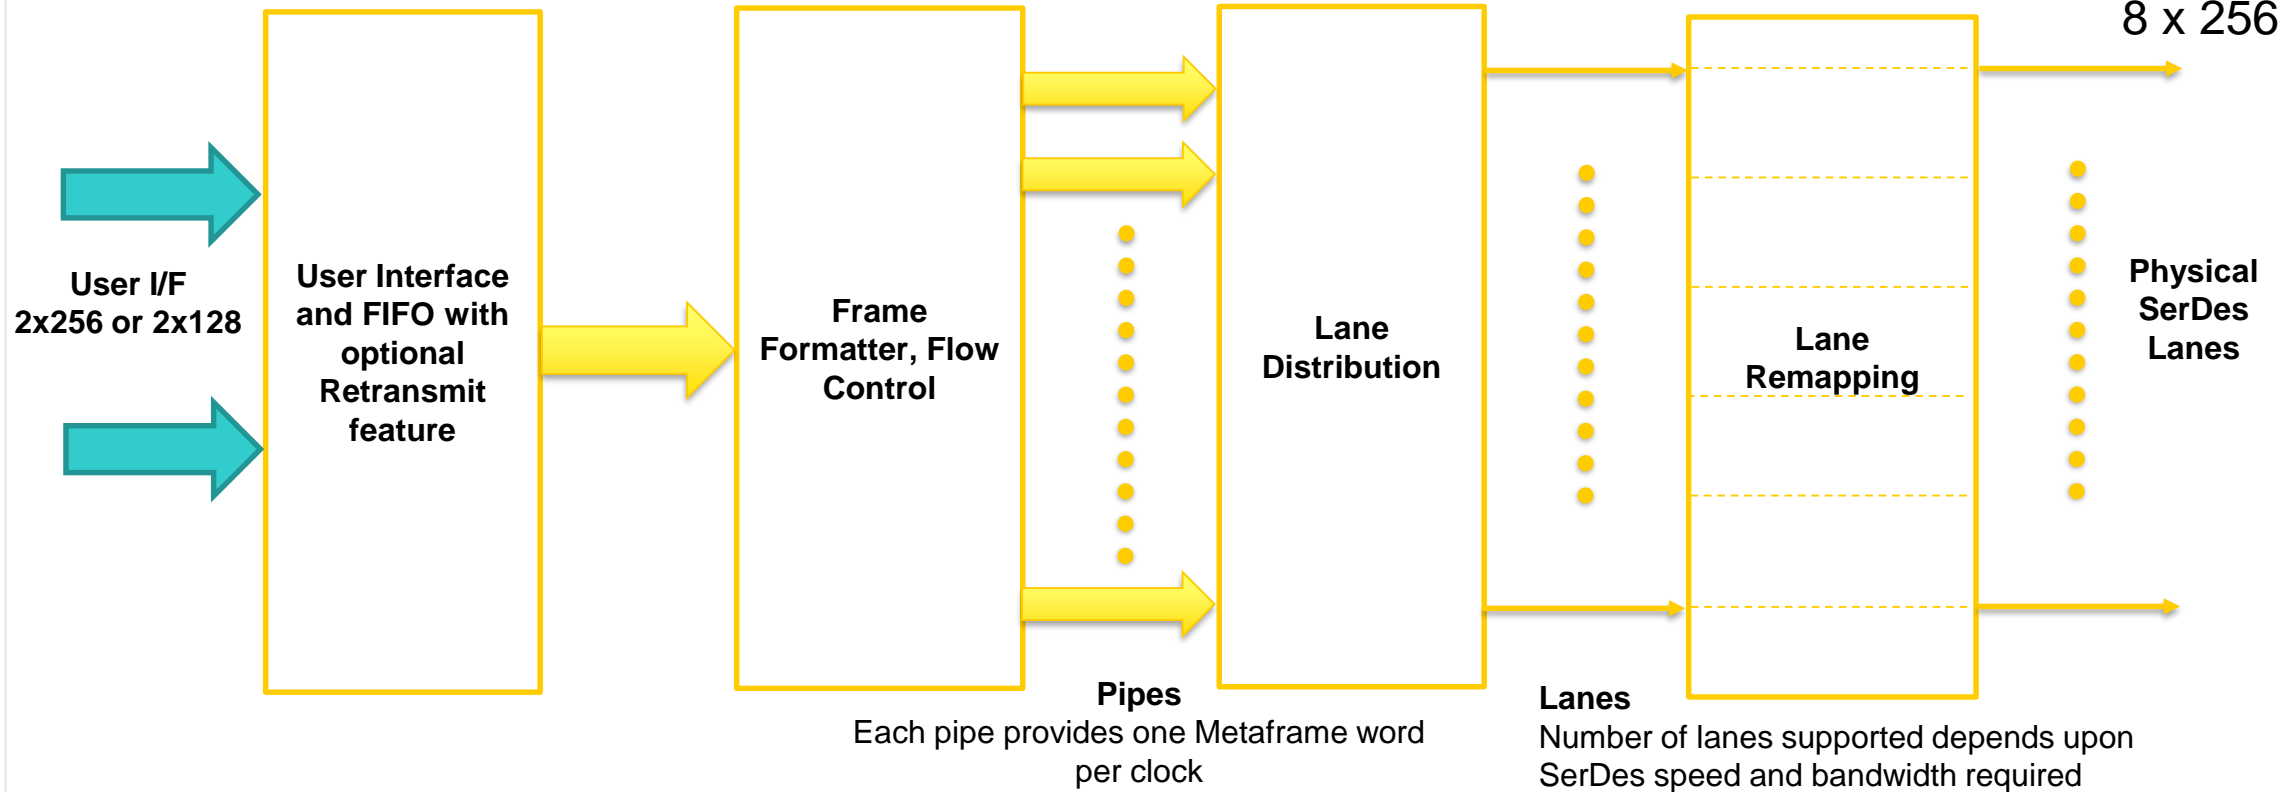 8 x 256
User I/F
2x256 or 2x128
User Interface
and FIFO with
optional
Retransmit
feature
Frame
Formatter, Flow
Control
Lane
Distribution
Lane
Remapping
Physical
SerDes
Lanes
Pipes
Each pipe provides one Metaframe word
per clock
Lanes
Number of lanes supported depends upon
SerDes speed and bandwidth required